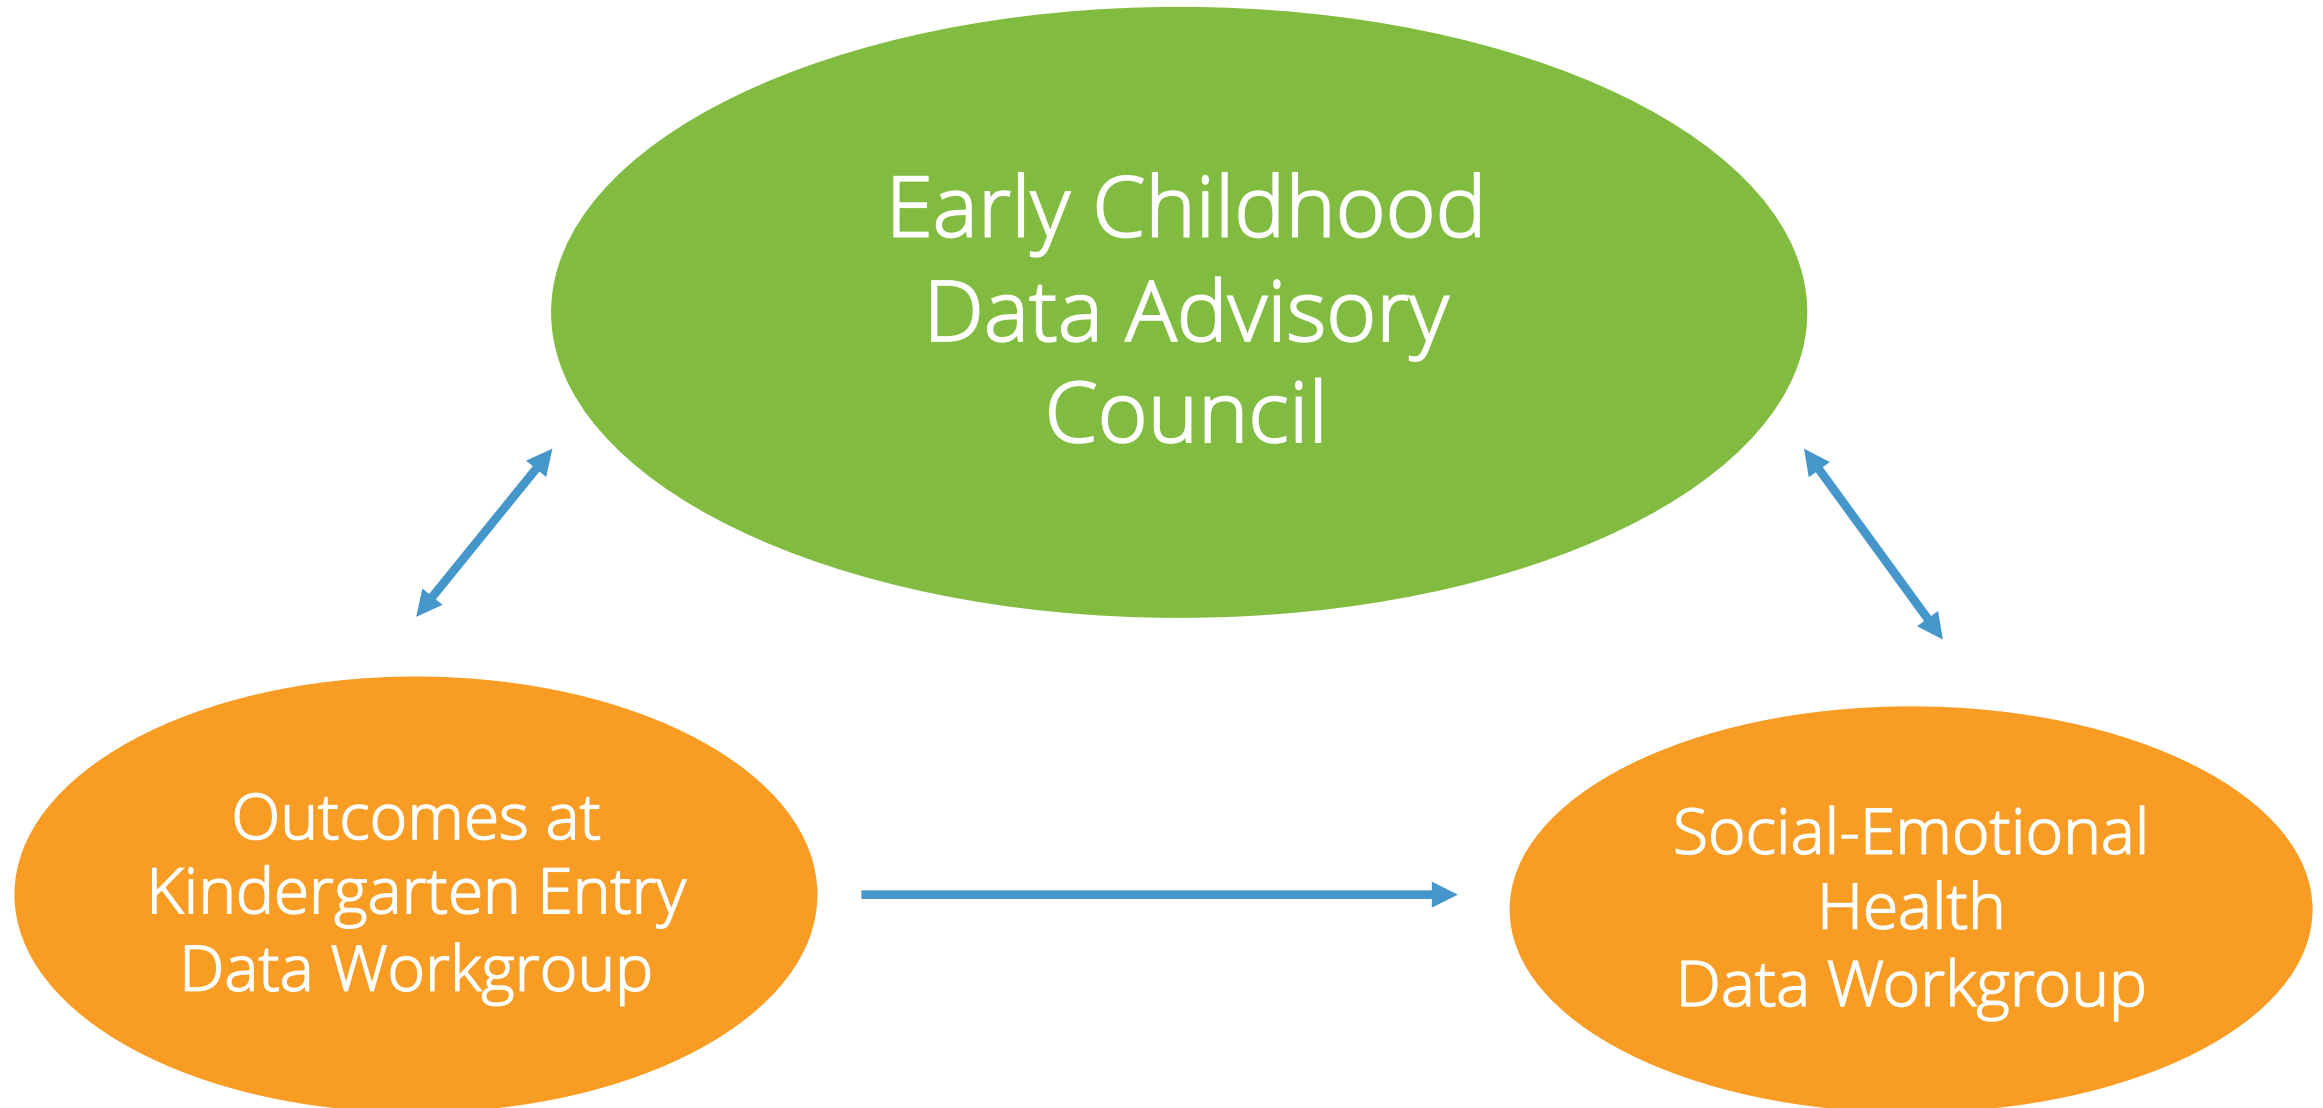 Early Childhood
Data Advisory
Council
Outcomes at
Kindergarten Entry
Data Workgroup
Social-Emotional
Health
Data Workgroup